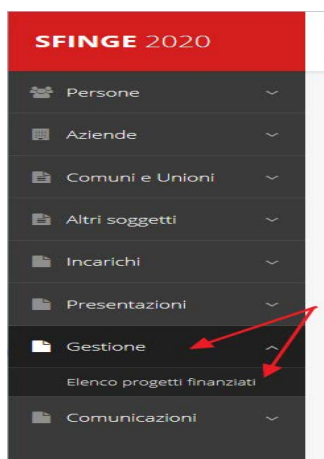 SFINGE 2020
Persone
Aziende
Comuni e Unioni
Altri soggetti
Incarichi
Presentazioni
Gestione
Elenco progetti finanziati
Comunicazioni